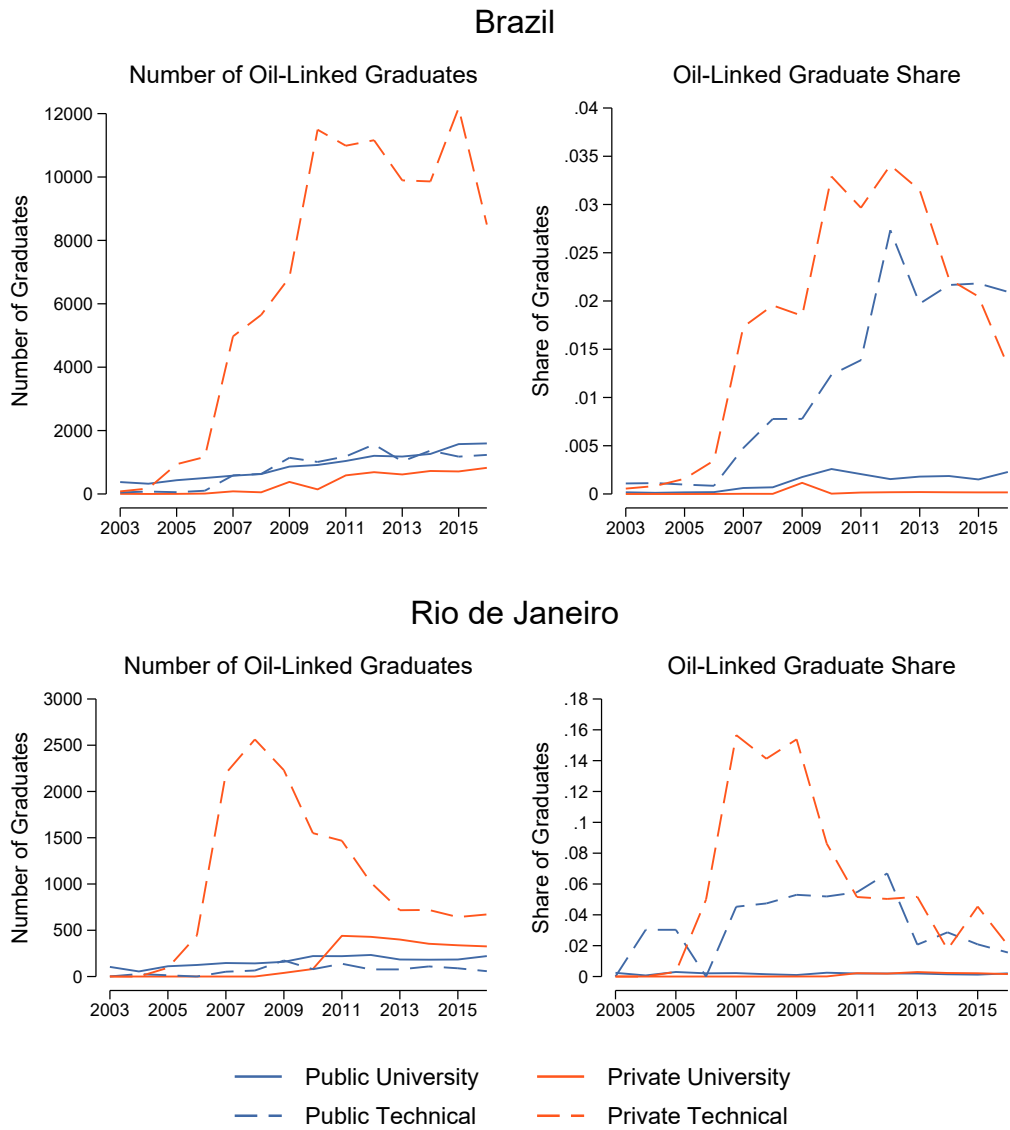 Brazil
Number of Oil-Linked Graduates
Number of Graduates
12000
10000
8000
6000
4000
2000
0
2003 2005 2007 2009 2011 2013 2015
Oil-Linked Graduate Share
Share of Graduates
.04
.035
.03
.025
.02
.015
.01
.005
0
2003 2005 2007 2009 2011 2013 2015
Rio de Janeiro
Number of Oil-Linked Graduates
Number of Graduates
3000
2500
2000
1500
1000
500
0
2003 2005 2007 2009 2011 2013 2015
Oil-Linked Graduate Share
Share of Graduates
.18
.16
.14
.12
.1
.08
.06
.04
.02
0
2003 2005 2007 2009 2011 2013 2015
Public University Private University
Public Technical Private Technical